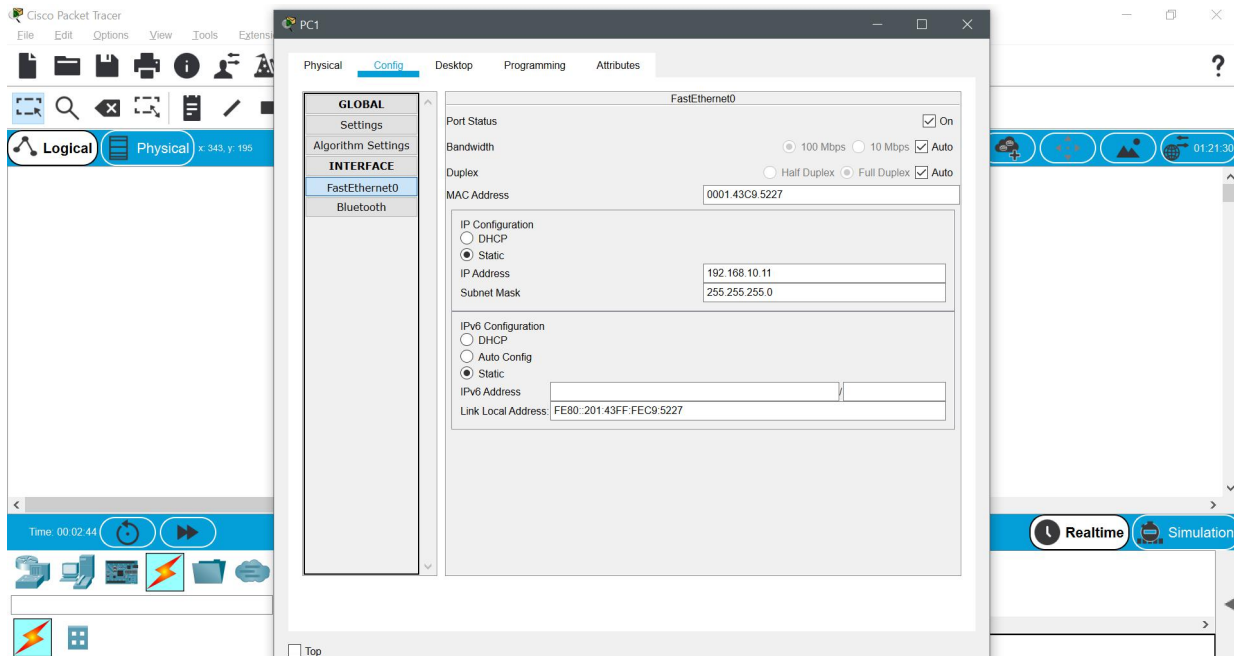 Cisco Packet Tracer
File Edit Options View Tools Extensi
PC1
Physical Config Desktop Programming Attributes
?
Logical
Physical x: 343, y: 195
01:21:30
GLOBAL
Settings
Algorithm Settings
INTERFACE
FastEthernet0
Bluetooth
FastEthernet0
Port Status On
Bandwidth 100 Mbps 10 Mbps Auto
Duplex Half Duplex Full Duplex Auto
MAC Address 0001.43C9.5227
IP Configuration
DHCP
Static
IP Address 192.168.10.11
Subnet Mask 255.255.255.0
IPv6 Configuration
DHCP
Auto Config
Static
IPv6 Address /
Link Local Address: FE80::201:43FF:FEC9:5227
Time: 00:02:44
Realtime Simulation
Top